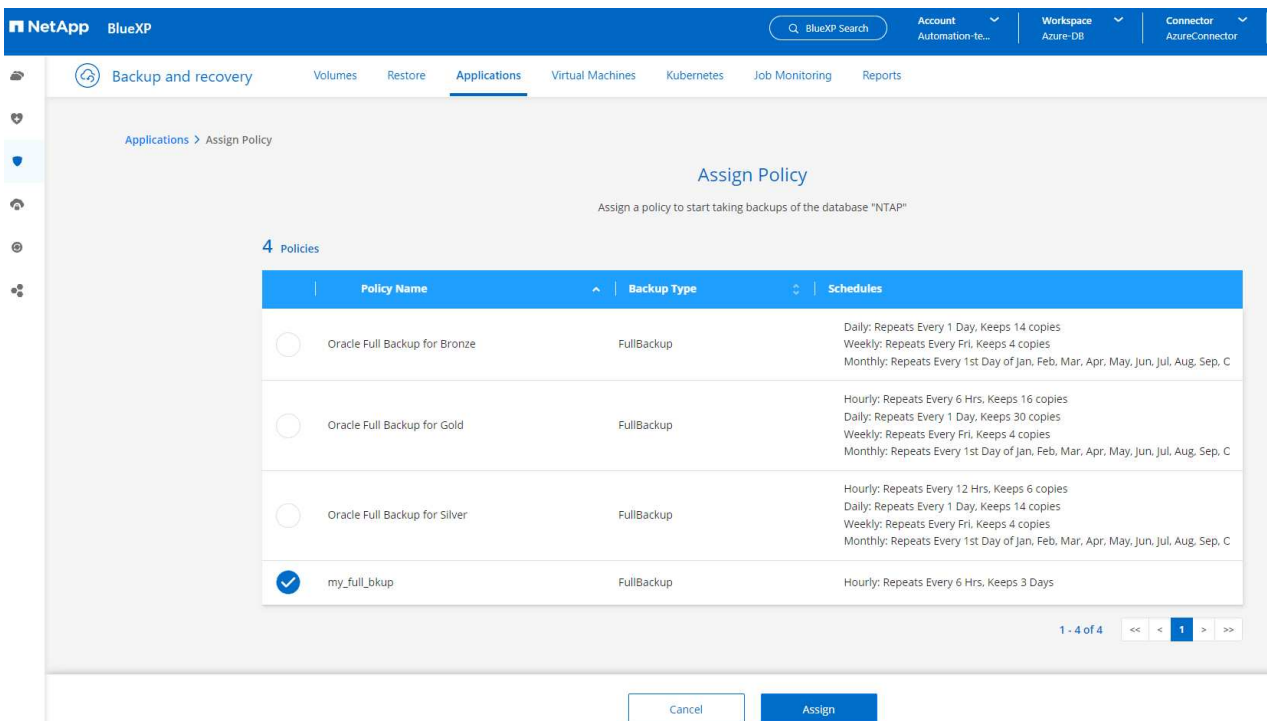 NetApp BlueXP
BlueXP Search
Account
Automation-te...
Workspace
Azure-DB
Connector
AzureConnector
Backup and recovery
Volumes Restore Applications Virtual Machines Kubernetes Job Monitoring Reports
Applications > Assign Policy
Assign Policy
Assign a policy to start taking backups of the database "NTAP"
4 Policies
Policy Name Backup Type Schedules
Oracle Full Backup for Bronze FullBackup
Daily: Repeats Every 1 Day, Keeps 14 copies
Weekly: Repeats Every Fri, Keeps 4 copies
Monthly: Repeats Every 1st Day of Jan, Feb, Mar, Apr, May, Jun, Jul, Aug, Sep, O
Oracle Full Backup for Gold FullBackup
Hourly: Repeats Every 6 Hrs, Keeps 16 copies
Daily: Repeats Every 1 Day, Keeps 30 copies
Weekly: Repeats Every Fri, Keeps 4 copies
Monthly: Repeats Every 1st Day of Jan, Feb, Mar, Apr, May, Jun, Jul, Aug, Sep, O
Oracle Full Backup for Silver FullBackup
Hourly: Repeats Every 12 Hrs, Keeps 6 copies
Daily: Repeats Every 1 Day, Keeps 14 copies
Weekly: Repeats Every Fri, Keeps 4 copies
Monthly: Repeats Every 1st Day of Jan, Feb, Mar, Apr, May, Jun, Jul, Aug, Sep, O
my_full_bkup FullBackup Hourly: Repeats Every 6 Hrs, Keeps 3 Days
1 - 4 of 4 << < 1 > >>
Cancel Assign